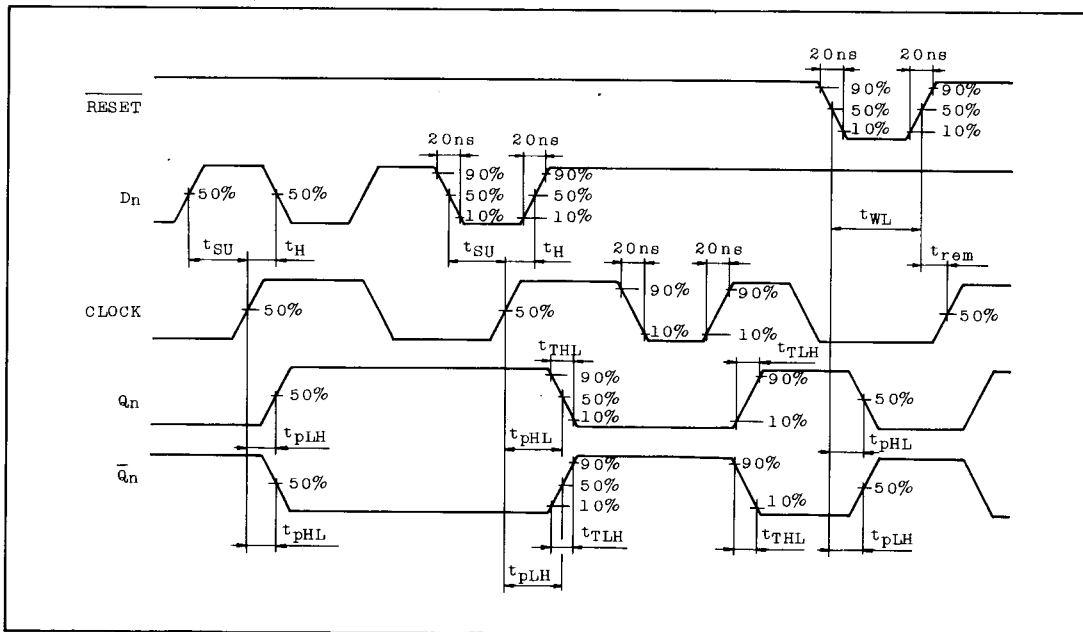 20ns 20ns
RESET 90% 90%
50% 50%
10% 10%
20ns 20ns
Dn 50% 50% 90% 90%
50% 50%
10% 10%
tWL
tSU tH tSU tH 20ns 20ns trem
CLOCK 50% 50% 90% 90% 50%
10% 10%
tTHL tTLH
Qn 50% 90% 90% 50%
50%
10% 10%
tpLH tpHL tpHL
Q̅n 50% 90% 90% 50%
50%
10% 10%
tpHL tTLH tTHL tpLH
tpLH